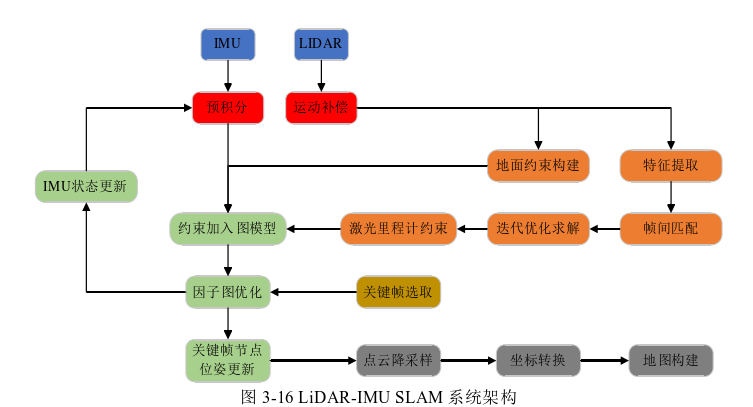 IMU
LIDAR
预积分
运动补偿
地面约束构建
特征提取
IMU状态更新
约束加入图模型
激光里程计约束
迭代优化求解
帧间匹配
因子图优化
关键帧选取
关键帧节点
位姿更新
点云降采样
坐标转换
地图构建
图 3-16 LiDAR-IMU SLAM 系统架构